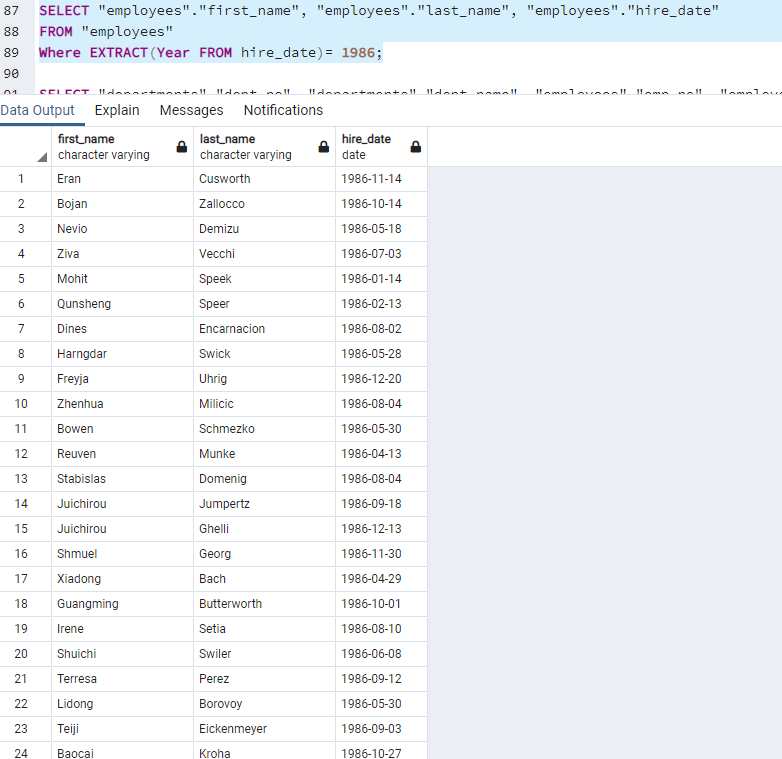 87 SELECT "employees"."first_name", "employees"."last_name", "employees"."hire_date"
88 FROM "employees"
89 Where EXTRACT(Year FROM hire_date)= 1986;
90
91 SELECT "departments"."dept_no", "departments"."dept_name", "employees"."emp_no",
Data Output Explain Messages Notifications
first_name last_name hire_date
character varying character varying date
1 Eran Cusworth 1986-11-14
2 Bojan Zallocco 1986-10-14
3 Nevio Demizu 1986-05-18
4 Ziva Vecchi 1986-07-03
5 Mohit Speek 1986-01-14
6 Qunsheng Speer 1986-02-13
7 Dines Encarnacion 1986-08-02
8 Harngdar Swick 1986-05-28
9 Freyja Uhrig 1986-12-20
10 Zhenhua Milicic 1986-08-04
11 Bowen Schmezko 1986-05-30
12 Reuven Munke 1986-04-13
13 Stabislas Domenig 1986-08-04
14 Juichirou Jumpertz 1986-09-18
15 Juichirou Ghelli 1986-12-13
16 Shmuel Georg 1986-11-30
17 Xiadong Bach 1986-04-29
18 Guangming Butterworth 1986-10-01
19 Irene Setia 1986-08-10
20 Shuichi Swiler 1986-06-08
21 Terresa Perez 1986-09-12
22 Lidong Borovoy 1986-05-30
23 Teiji Eickenmeyer 1986-09-03
24 Baocai Kroha 1986-10-27